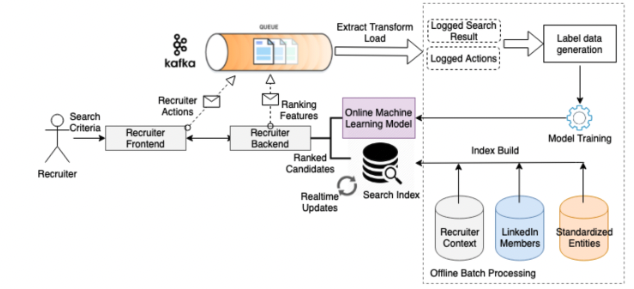 QUEUE
kafka
Extract Transform
Load
Logged Search
Result
Logged Actions
Label data
generation
Recruiter
Actions
Ranking
Features
Online Machine
Learning Model
Model Training
Search
Criteria
Recruiter
Frontend
Recruiter
Backend
Recruiter
Ranked
Candidates
Index Build
Realtime
Updates
Search Index
Recruiter
Context
LinkedIn
Members
Standardized
Entities
Offline Batch Processing